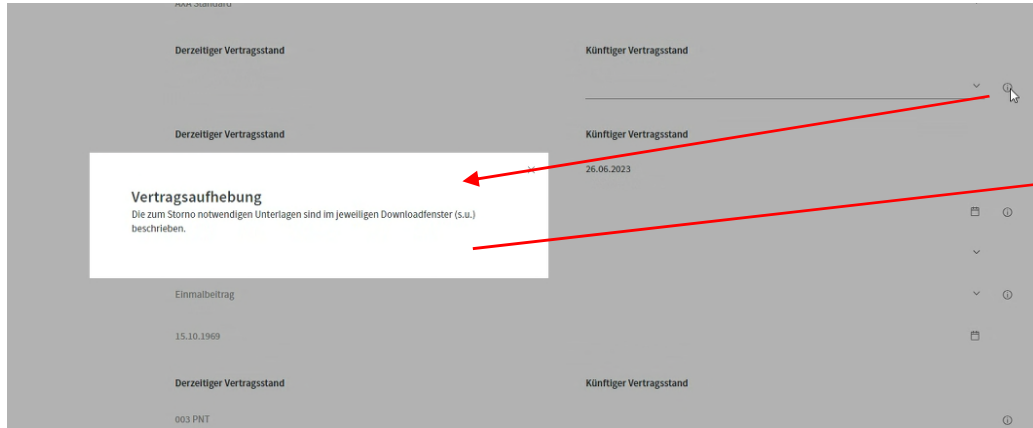 AXA Standard
Derzeitiger Vertragsstand Künftiger Vertragsstand
Derzeitiger Vertragsstand Künftiger Vertragsstand
26.06.2023
Vertragsaufhebung
Die zum Storno notwendigen Unterlagen sind im jeweiligen Downloadfenster (s.u.)
beschrieben.
Einmalbeitrag
15.10.1969
Derzeitiger Vertragsstand Künftiger Vertragsstand
003 PNT